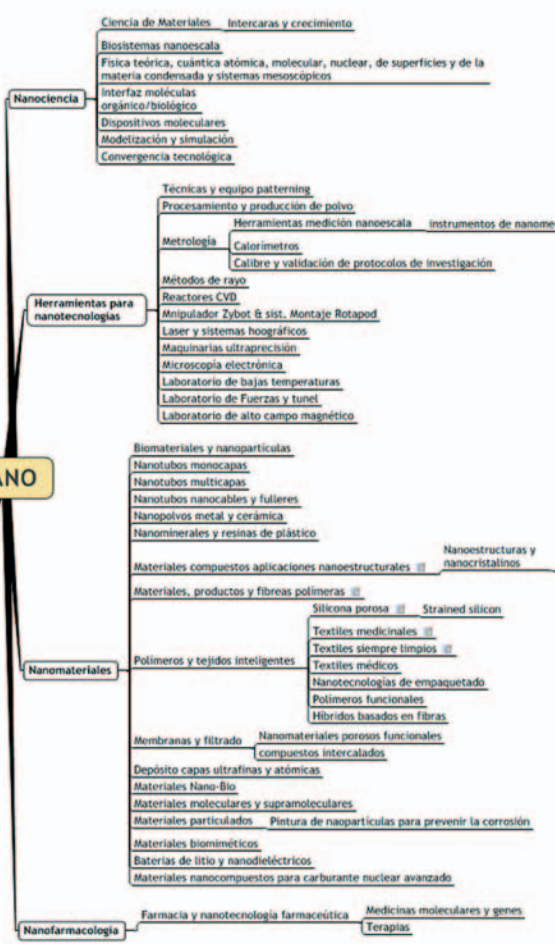 Ciencia de Materiales
Intercaras y crecimiento
Biosistemas nanoescala
Física teórica, cuántica atómica, molecular, nuclear, de superficies y de la
materia condensada y sistemas mesoscópicos
Nanociencia
Interfaz moléculas
orgánico/biológico
Dispositivos moleculares
Modelización y simulación
Convergencia tecnológica
Técnicas y equipo patterning
Procesamiento y producción de polvo
Metrología
Herramientas medición nanoescala
instrumentos de nanome
Calorímetros
Calibre y validación de protocolos de investigación
Herramientas para
nanotecnologías
Métodos de rayo
Reactores CVD
Mnipulador Zybot & sist. Montaje Rotapod
Laser y sistemas hoográficos
Maquinarias ultraprecisión
Microscopía electrónica
Laboratorio de bajas temperaturas
Laboratorio de Fuerzas y tunel
Laboratorio de alto campo magnético
ANO
Nanomateriales
Biomateriales y nanopartículas
Nanotubos monocapas
Nanotubos multicapas
Nanotubos nanocables y fulleres
Nanopolvos metal y cerámica
Nanominerales y resinas de plástico
Materiales compuestos aplicaciones nanoestructurales
Nanoestructuras y
nanocristalinos
Materiales, productos y fibreas polímeras
Polímeros y tejidos inteligentes
Silicona porosa
Strained silicon
Textiles medicinales
Textiles siempre limpios
Textiles médicos
Nanotecnologías de empaquetado
Polímeros funcionales
Híbridos basados en fibras
Membranas y filtrado
Nanomateriales porosos funcionales
compuestos intercalados
Depósito capas ultrafinas y atómicas
Materiales Nano-Bio
Materiales moleculares y supramoleculares
Materiales particulados
Pintura de naopartículas para prevenir la corrosión
Materiales biomiméticos
Baterias de litio y nanodieléctricos
Materiales nanocompuestos para carburante nuclear avanzado
Nanofarmacología
Farmacia y nanotecnología farmaceútica
Medicinas moleculares y genes
Terapias